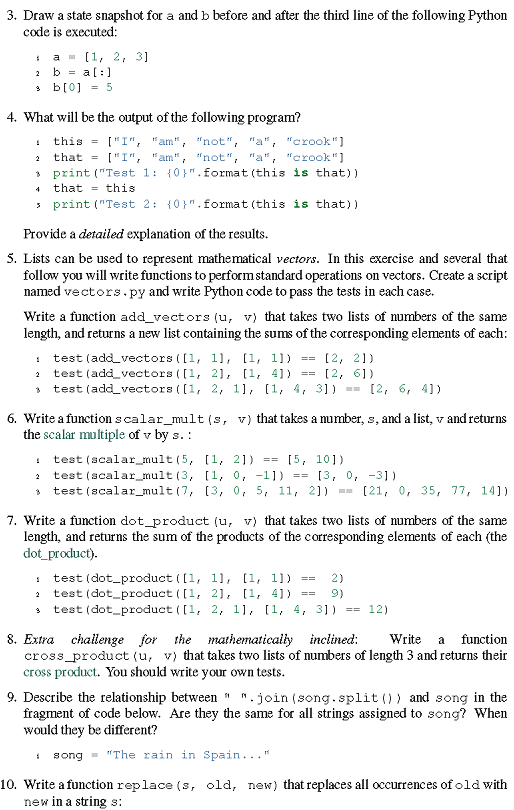 3. Draw a state snapshot for a and b before and after the third line of the following Python
code is executed:
1 a = [1, 2, 3]
2 b = a[:]
3 b[0] = 5
4. What will be the output of the following program?
1 this = ["I", "am", "not", "a", "crook"]
2 that = ["I", "am", "not", "a", "crook"]
3 print("Test 1: {0}".format(this is that))
4 that = this
5 print("Test 2: {0}".format(this is that))
Provide a detailed explanation of the results.
5. Lists can be used to represent mathematical vectors. In this exercise and several that
follow you will write functions to perform standard operations on vectors. Create a script
named vectors.py and write Python code to pass the tests in each case.
Write a function add_vectors(u, v) that takes two lists of numbers of the same
length, and returns a new list containing the sums of the corresponding elements of each:
1 test(add_vectors([1, 1], [1, 1]) == [2, 2])
2 test(add_vectors([1, 2], [1, 4]) == [2, 6])
3 test(add_vectors([1, 2, 1], [1, 4, 3]) == [2, 6, 4])
6. Write a function scalar_mult(s, v) that takes a number, s, and a list, v and returns
the scalar multiple of v by s. :
1 test(scalar_mult(5, [1, 2]) == [5, 10])
2 test(scalar_mult(3, [1, 0, -1]) == [3, 0, -3])
3 test(scalar_mult(7, [3, 0, 5, 11, 2]) == [21, 0, 35, 77, 14])
7. Write a function dot_product(u, v) that takes two lists of numbers of the same
length, and returns the sum of the products of the corresponding elements of each (the
dot_product).
1 test(dot_product([1, 1], [1, 1]) == 2)
2 test(dot_product([1, 2], [1, 4]) == 9)
3 test(dot_product([1, 2, 1], [1, 4, 3]) == 12)
8. Extra challenge for the mathematically inclined: Write a function
cross_product(u, v) that takes two lists of numbers of length 3 and returns their
cross product. You should write your own tests.
9. Describe the relationship between " ".join(song.split()) and song in the
fragment of code below. Are they the same for all strings assigned to song? When
would they be different?
1 song = "The rain in Spain..."
10. Write a function replace(s, old, new) that replaces all occurrences of old with
new in a string s: